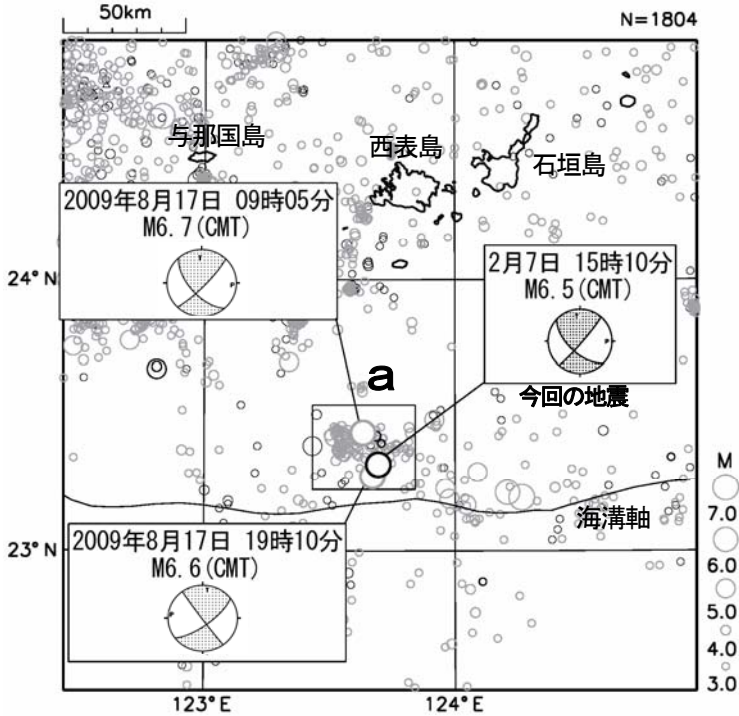 50km
N=1804
与那国島
西表島
石垣島
2009年8月17日 09時05分
M6.7(CMT)
T
P
2月7日 15時10分
M6.5(CMT)
T
P
24°N
a
今回の地震
海溝軸
M
7.0
6.0
5.0
4.0
3.0
23°N
2009年8月17日 19時10分
M6.6(CMT)
T
P
123°E
124°E